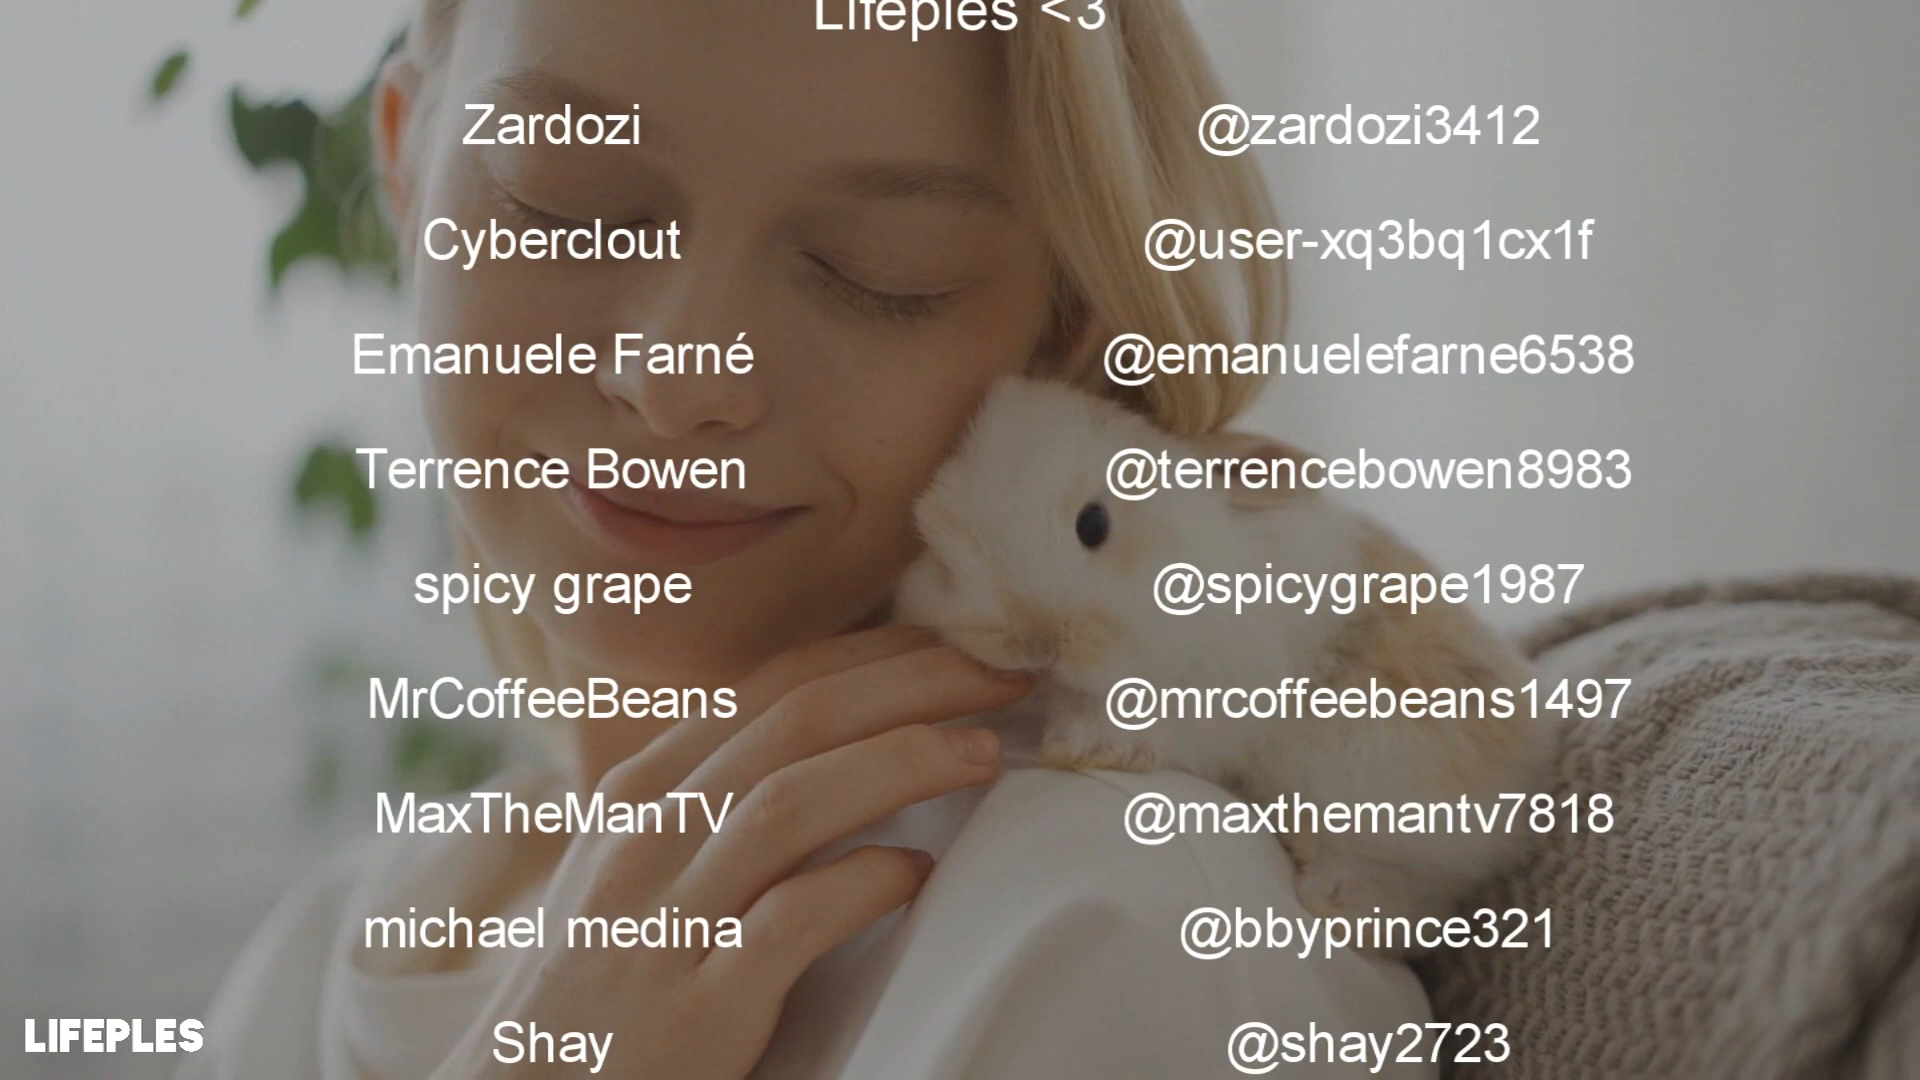 Lifeples <3
Zardozi @zardozi3412
Cyberclout @user-xq3bq1cx1f
Emanuele Farné @emanuelefarne6538
Terrence Bowen @terrencebowen8983
spicy grape @spicygrape1987
MrCoffeeBeans @mrcoffeebeans1497
MaxTheManTV @maxthemantv7818
michael medina @bbyprince321
Shay @shay2723
LIFEPLES